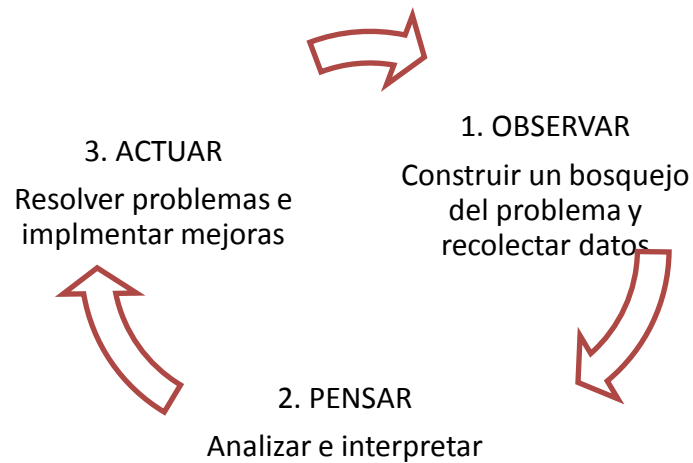 1. OBSERVAR
Construir un bosquejo
del problema y
recolectar datos
2. PENSAR
Analizar e interpretar
3. ACTUAR
Resolver problemas e
implmentar mejoras